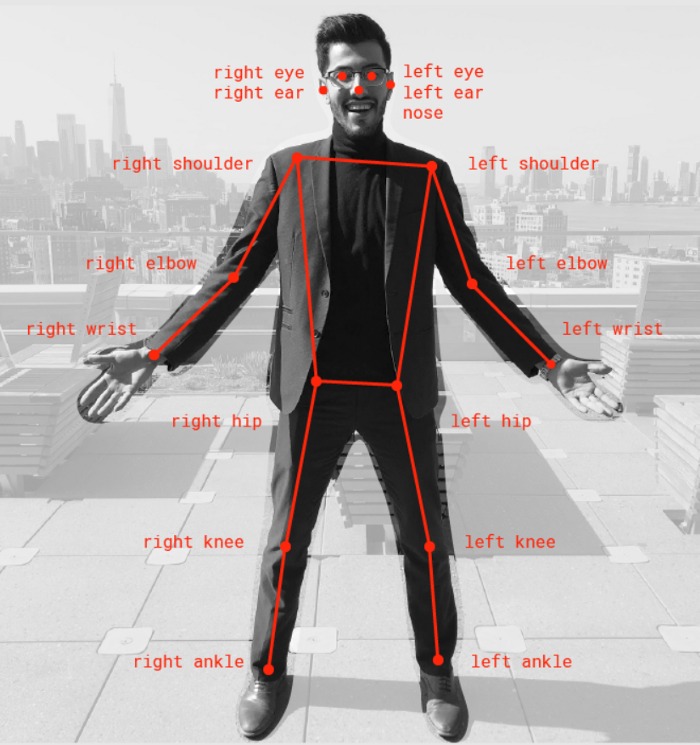 right eye
left eye
right ear
left ear
nose
right shoulder
left shoulder
right elbow
left elbow
right wrist
left wrist
right hip
left hip
right knee
left knee
right ankle
left ankle